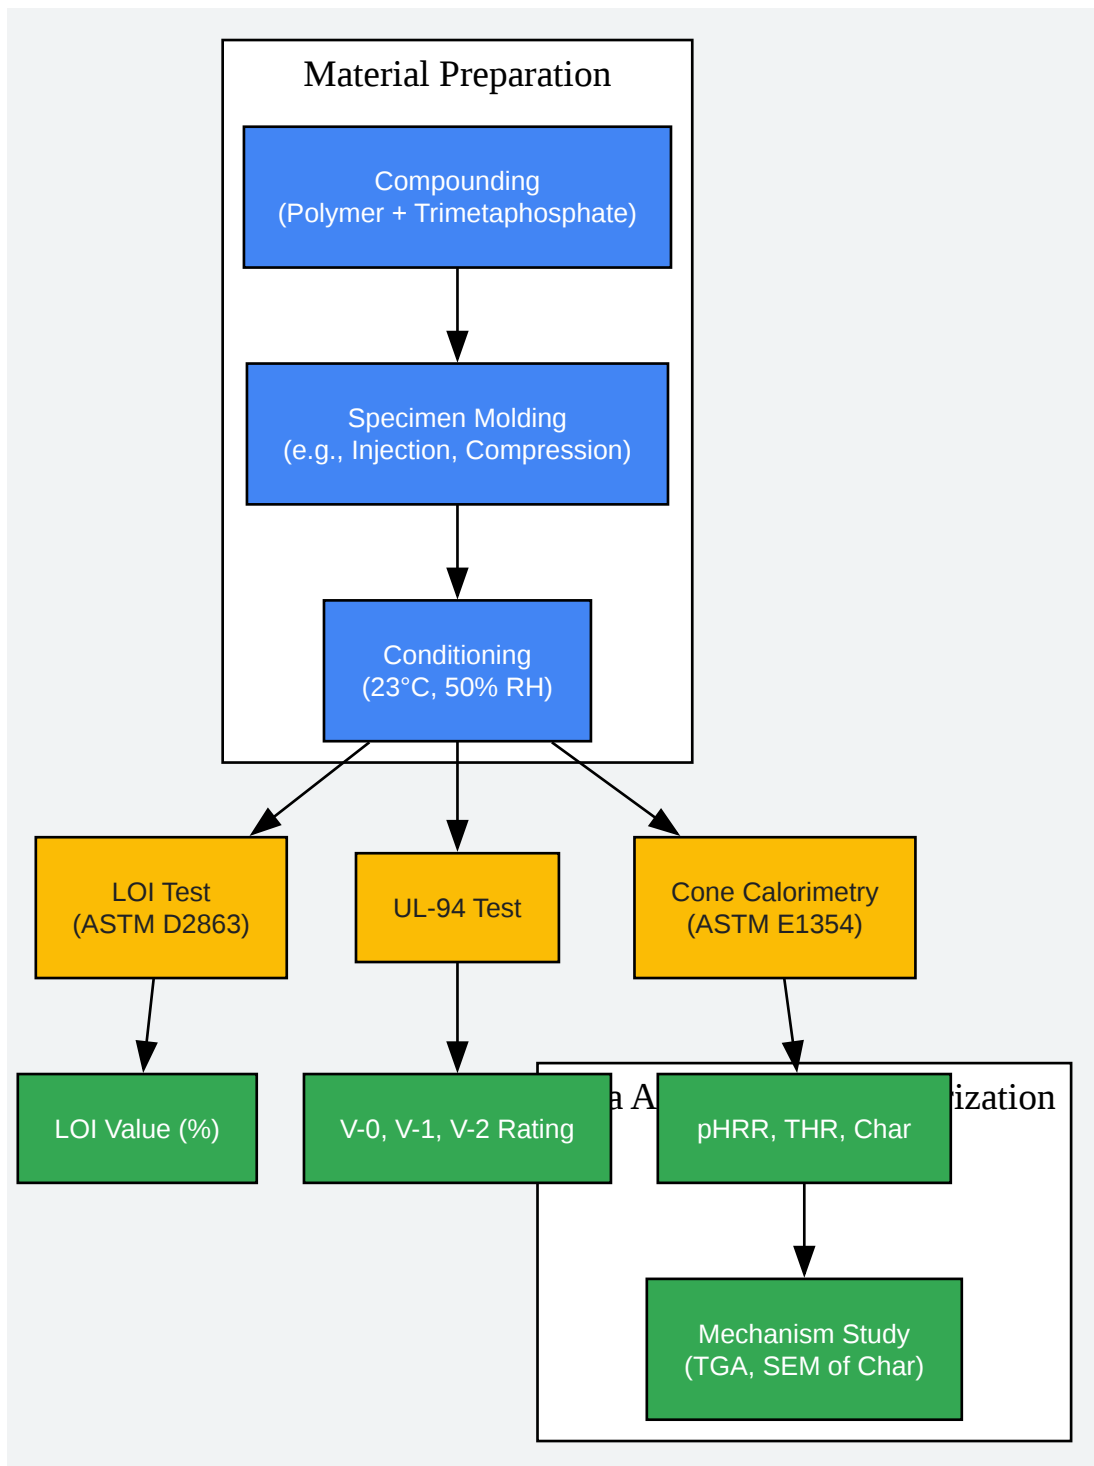 Material Preparation
Compounding
(Polymer + Trimetaphosphate)
Specimen Molding
(e.g., Injection, Compression)
Conditioning
(23°C, 50% RH)
LOI Test
(ASTM D2863)
UL-94 Test
Cone Calorimetry
(ASTM E1354)
LOI Value (%)
V-0, V-1, V-2 Rating
pHRR, THR, Char
Mechanism Study
(TGA, SEM of Char)